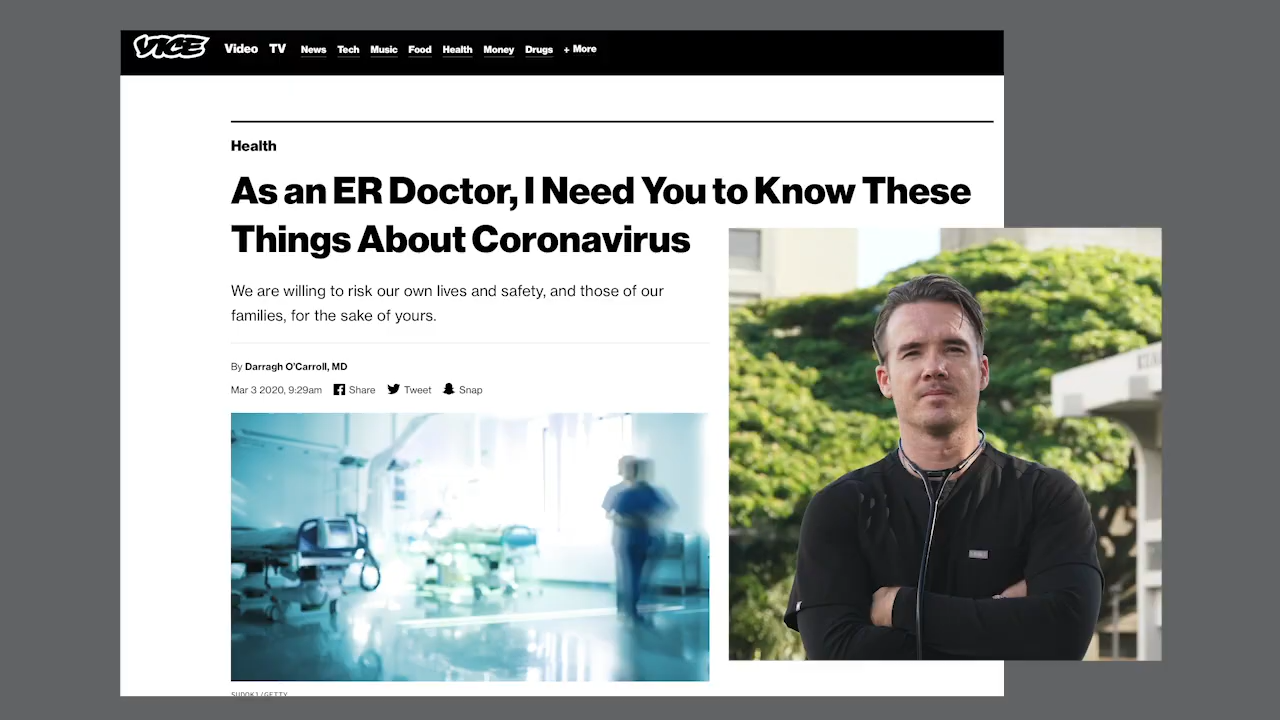 VICE
Video TV News Tech Music Food Health Money Drugs + More
Health
As an ER Doctor, I Need You to Know These
Things About Coronavirus
We are willing to risk our own lives and safety, and those of our
families, for the sake of yours.
By Darragh O'Carroll, MD
Mar 3 2020, 9:29am Share Tweet Snap